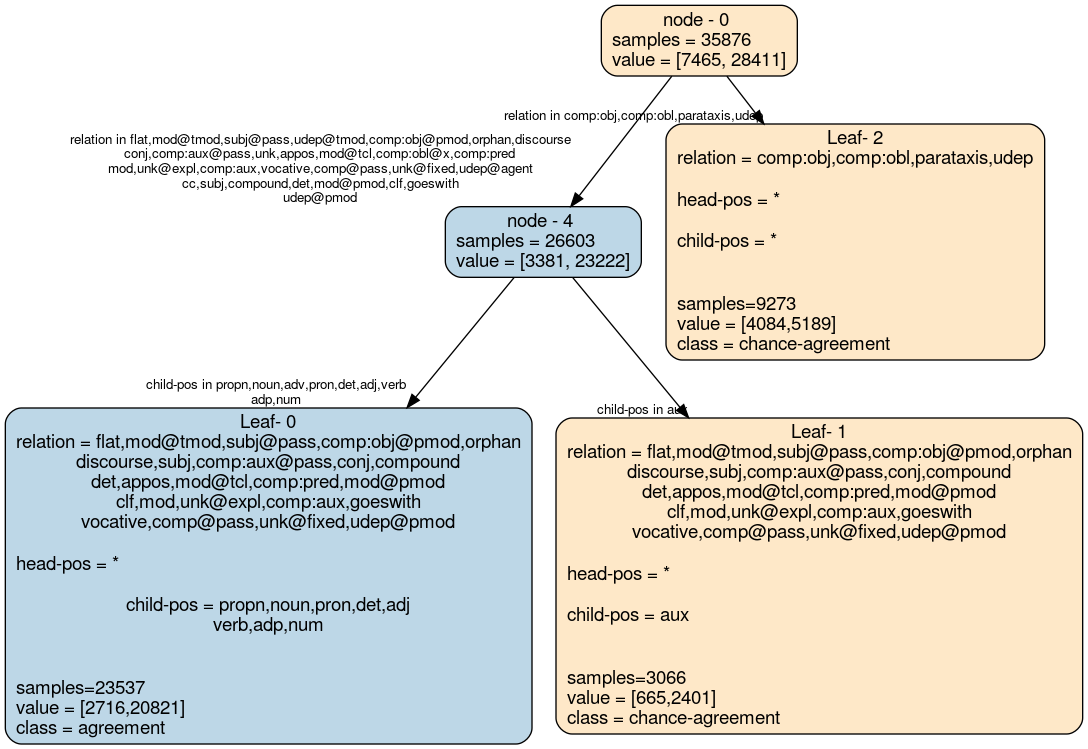 node - 0
samples = 35876
value = [7465, 28411]
relation in comp:obj,comp:obl,parataxis,udep
relation in flat,mod@tmod,subj@pass,udep@tmod,comp:obj@pmod,orphan,discourse
conj,comp:aux@pass,unk,appos,mod@tcl,comp:obl@x,comp:pred
mod,unk@expl,comp:aux,vocative,comp@pass,unk@fixed,udep@agent
cc,subj,compound,det,mod@pmod,clf,goeswith
udep@pmod
Leaf- 2
relation = comp:obj,comp:obl,parataxis,udep
head-pos = *
child-pos = *
samples=9273
value = [4084,5189]
class = chance-agreement
node - 4
samples = 26603
value = [3381, 23222]
child-pos in propn,noun,adv,pron,det,adj,verb
adp,num
child-pos in aux
Leaf- 0
relation = flat,mod@tmod,subj@pass,comp:obj@pmod,orphan
discourse,subj,comp:aux@pass,conj,compound
det,appos,mod@tcl,comp:pred,mod@pmod
clf,mod,unk@expl,comp:aux,goeswith
vocative,comp@pass,unk@fixed,udep@pmod
head-pos = *
child-pos = propn,noun,pron,det,adj
verb,adp,num
samples=23537
value = [2716,20821]
class = agreement
Leaf- 1
relation = flat,mod@tmod,subj@pass,comp:obj@pmod,orphan
discourse,subj,comp:aux@pass,conj,compound
det,appos,mod@tcl,comp:pred,mod@pmod
clf,mod,unk@expl,comp:aux,goeswith
vocative,comp@pass,unk@fixed,udep@pmod
head-pos = *
child-pos = aux
samples=3066
value = [665,2401]
class = chance-agreement